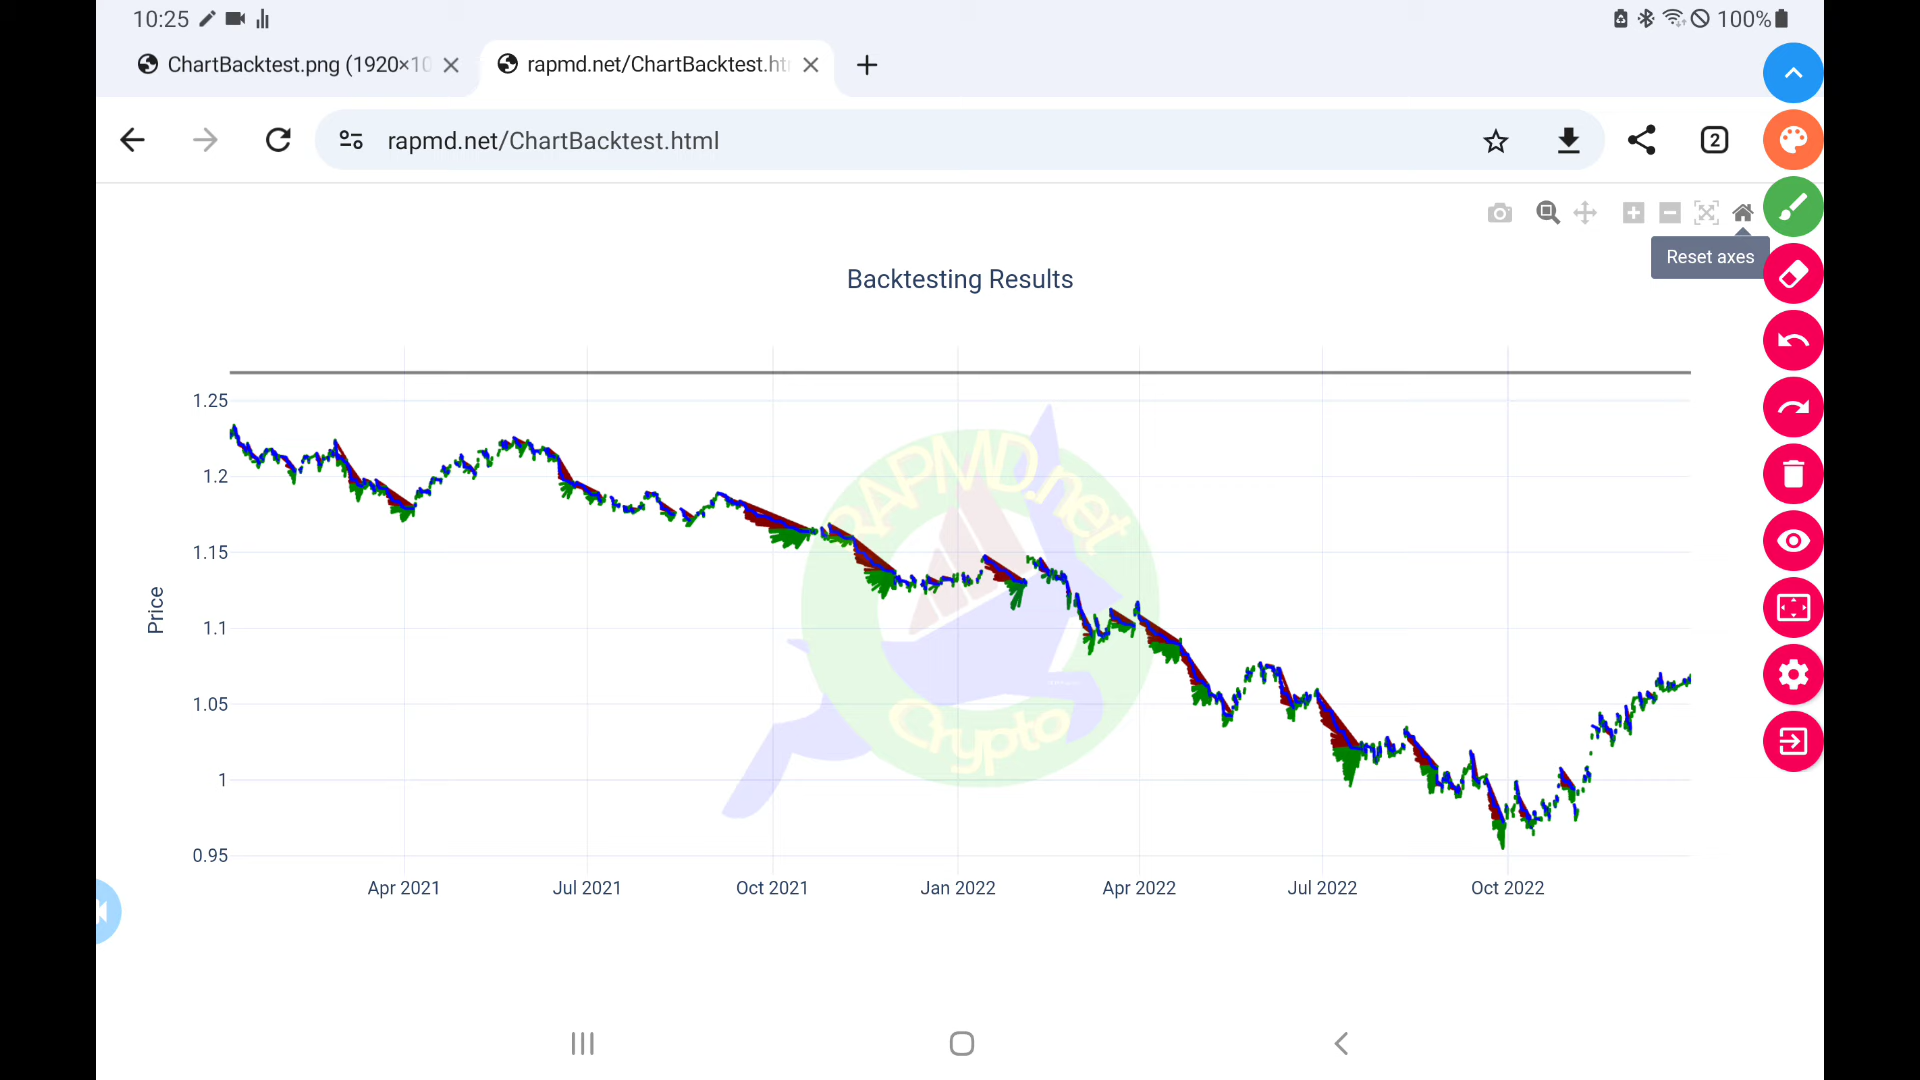 10:25
100%
ChartBacktest.png (1920×10
rapmd.net/ChartBacktest.ht
rapmd.net/ChartBacktest.html
2
Reset axes
Backtesting Results
1.25
1.2
1.15
1.1
1.05
1
0.95
Price
RAPMD.net
Crypto
Apr 2021
Jul 2021
Oct 2021
Jan 2022
Apr 2022
Jul 2022
Oct 2022